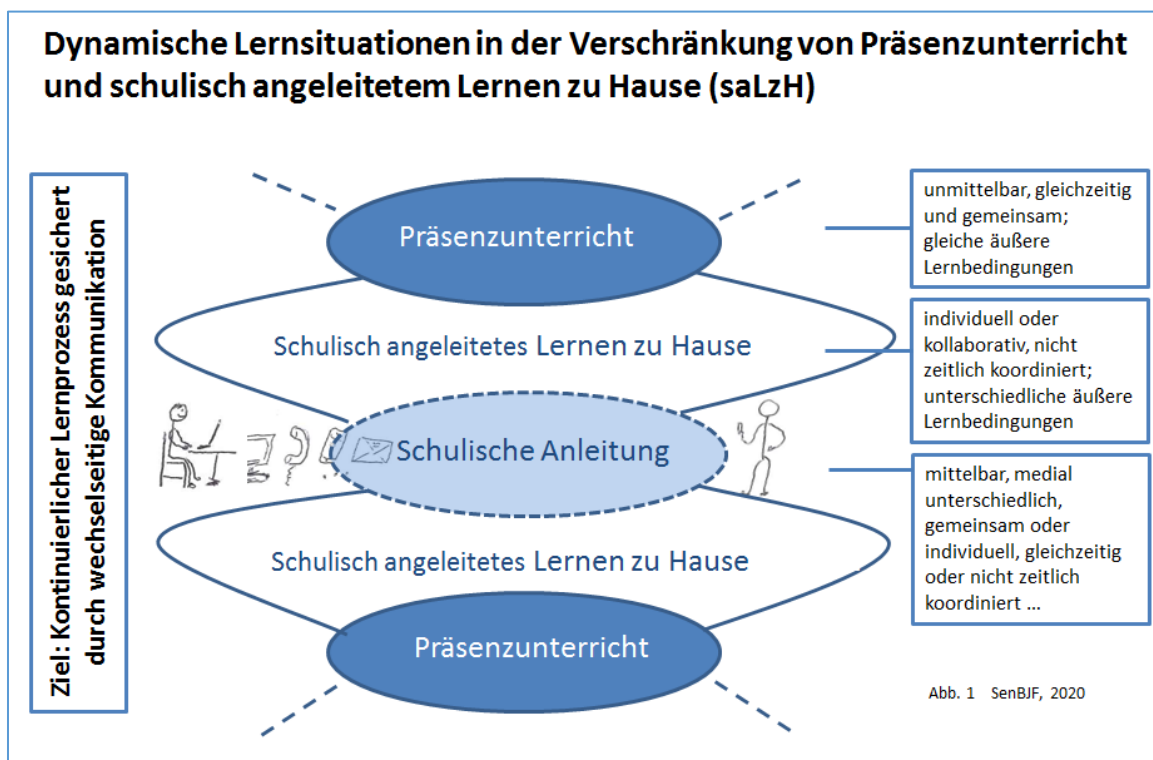 Dynamische Lernsituationen in der Verschränkung von Präsenzunterricht
und schulisch angeleitetem Lernen zu Hause (saLzH)
Ziel: Kontinuierlicher Lernprozess gesichert
durch wechselseitige Kommunikation
Präsenzunterricht
unmittelbar, gleichzeitig
und gemeinsam;
gleiche äußere
Lernbedingungen
Schulisch angeleitetes Lernen zu Hause
individuell oder
kollaborativ, nicht
zeitlich koordiniert;
unterschiedliche äußere
Lernbedingungen
Schulische Anleitung
mittelbar, medial
unterschiedlich,
gemeinsam oder
individuell, gleichzeitig
oder nicht zeitlich
koordiniert ...
Schulisch angeleitetes Lernen zu Hause
Präsenzunterricht
Abb. 1 SenBJF, 2020